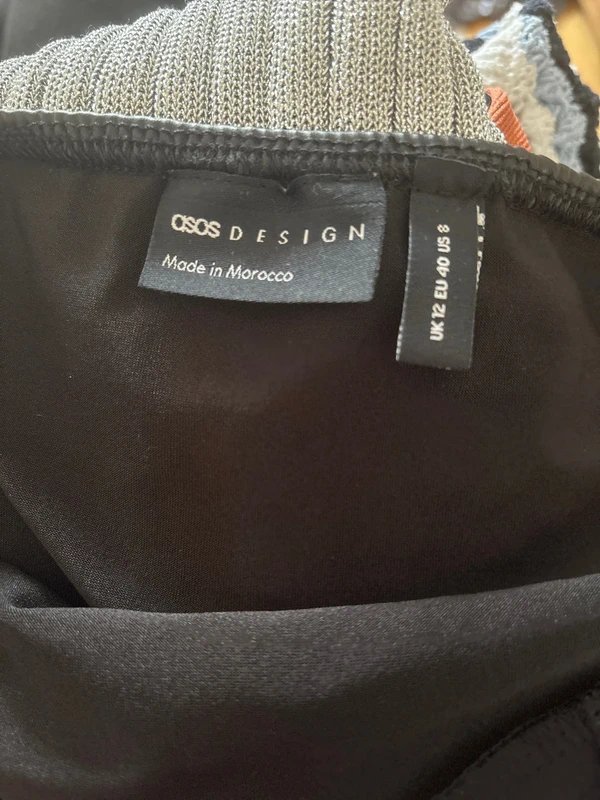 asos DESIGN
Made in Morocco
UK 12 EU 40 US 8